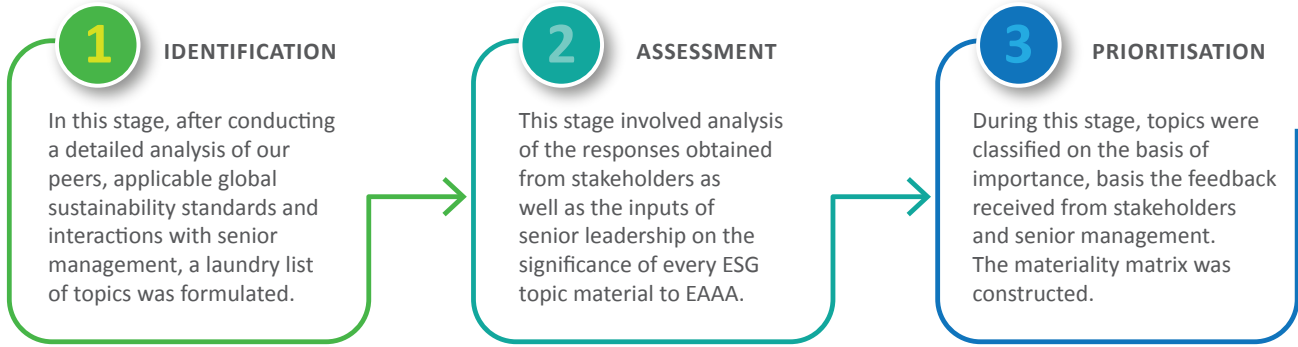 1
IDENTIFICATION
In this stage, after conducting
a detailed analysis of our
peers, applicable global
sustainability standards and
interactions with senior
management, a laundry list
of topics was formulated.
2
ASSESSMENT
This stage involved analysis
of the responses obtained
from stakeholders as
well as the inputs of
senior leadership on the
significance of every ESG
topic material to EAAA.
3
PRIORITISATION
During this stage, topics were
classified on the basis of
importance, basis the feedback
received from stakeholders
and senior management.
The materiality matrix was
constructed.